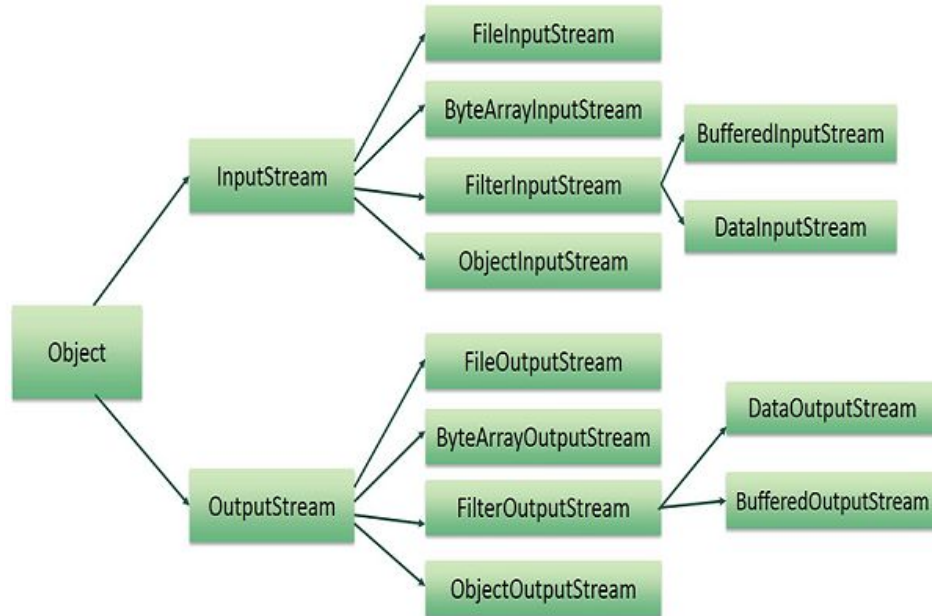 FileInputStream
ByteArrayInputStream
BufferedInputStream
InputStream
FilterInputStream
DataInputStream
ObjectInputStream
Object
FileOutputStream
DataOutputStream
ByteArrayOutputStream
OutputStream
FilterOutputStream
BufferedOutputStream
ObjectOutputStream